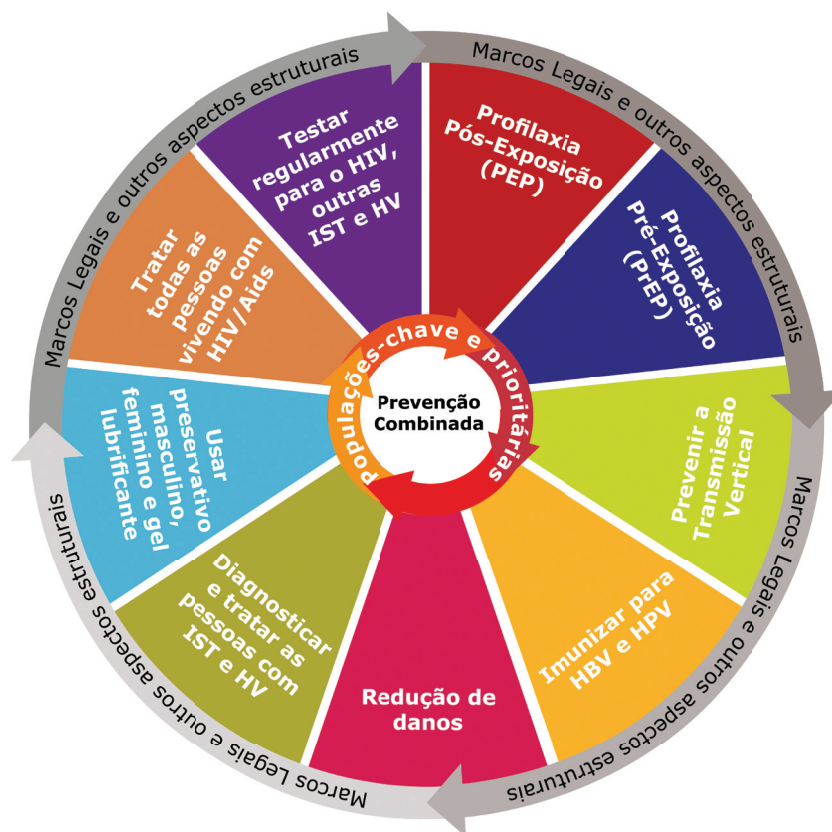 Marcos Legais e outros aspectos estruturais
Marcos Legais e outros aspectos estruturais
Marcos Legais e outros aspectos estruturais
Marcos Legais e outros aspectos estruturais
Testar
regularmente
para o HIV,
outras
IST e HV
Profilaxia
Pós-Exposição
(PEP)
Profilaxia
Pré-Exposição
(PrEP)
Prevenir a
Transmissão
Vertical
Imunizar para
HBV e HPV
Redução de
danos
Diagnosticar
e tratar as
pessoas com
IST e HV
Usar
preservativo
masculino,
feminino e gel
lubrificante
Tratar
todas as
pessoas
vivendo com
HIV/Aids
Populações-chave e prioritárias
Prevenção
Combinada